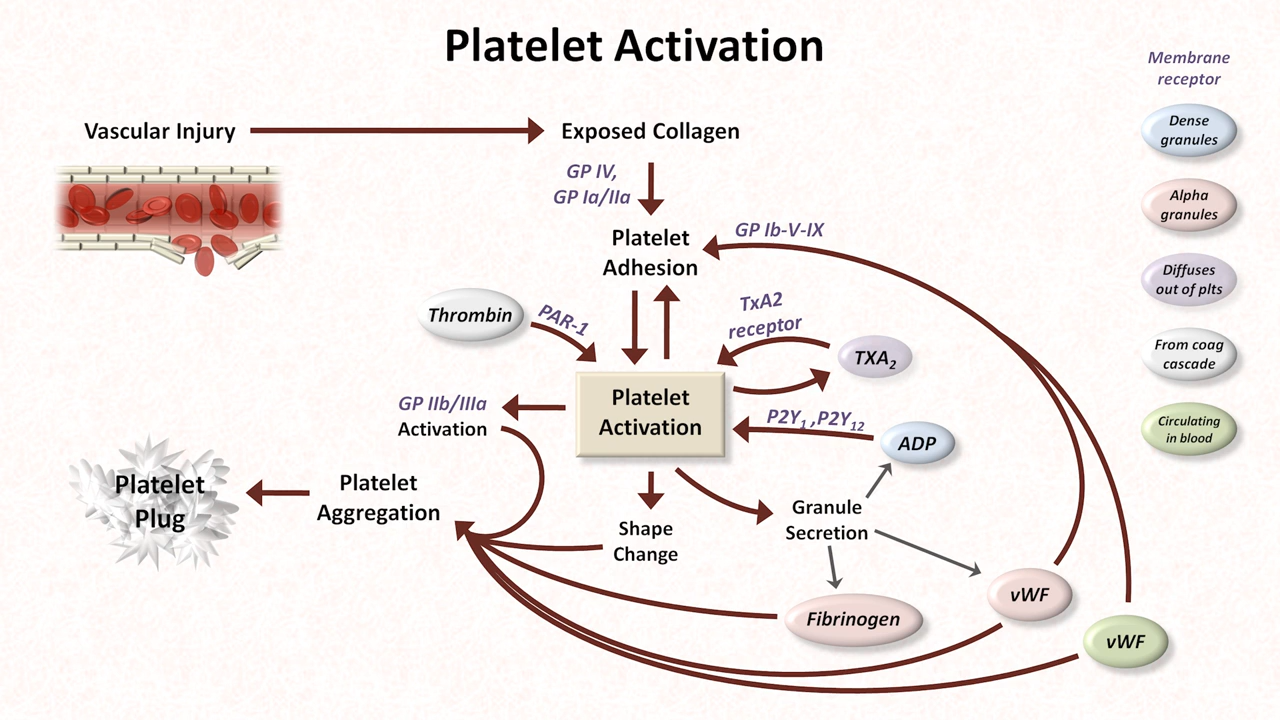 Platelet Activation
Membrane
receptor
Dense
granules
Alpha
granules
Diffuses
out of plts
From coag
cascade
Circulating
in blood
Vascular Injury
Exposed Collagen
GP IV,
GP Ia/IIa
Platelet
Adhesion
GP Ib-V-IX
Thrombin
PAR-1
TxA2
receptor
TXA2
Platelet
Activation
GP IIb/IIIa
Activation
P2Y1 ,P2Y12
ADP
Platelet
Plug
Platelet
Aggregation
Shape
Change
Granule
Secretion
Fibrinogen
vWF
vWF